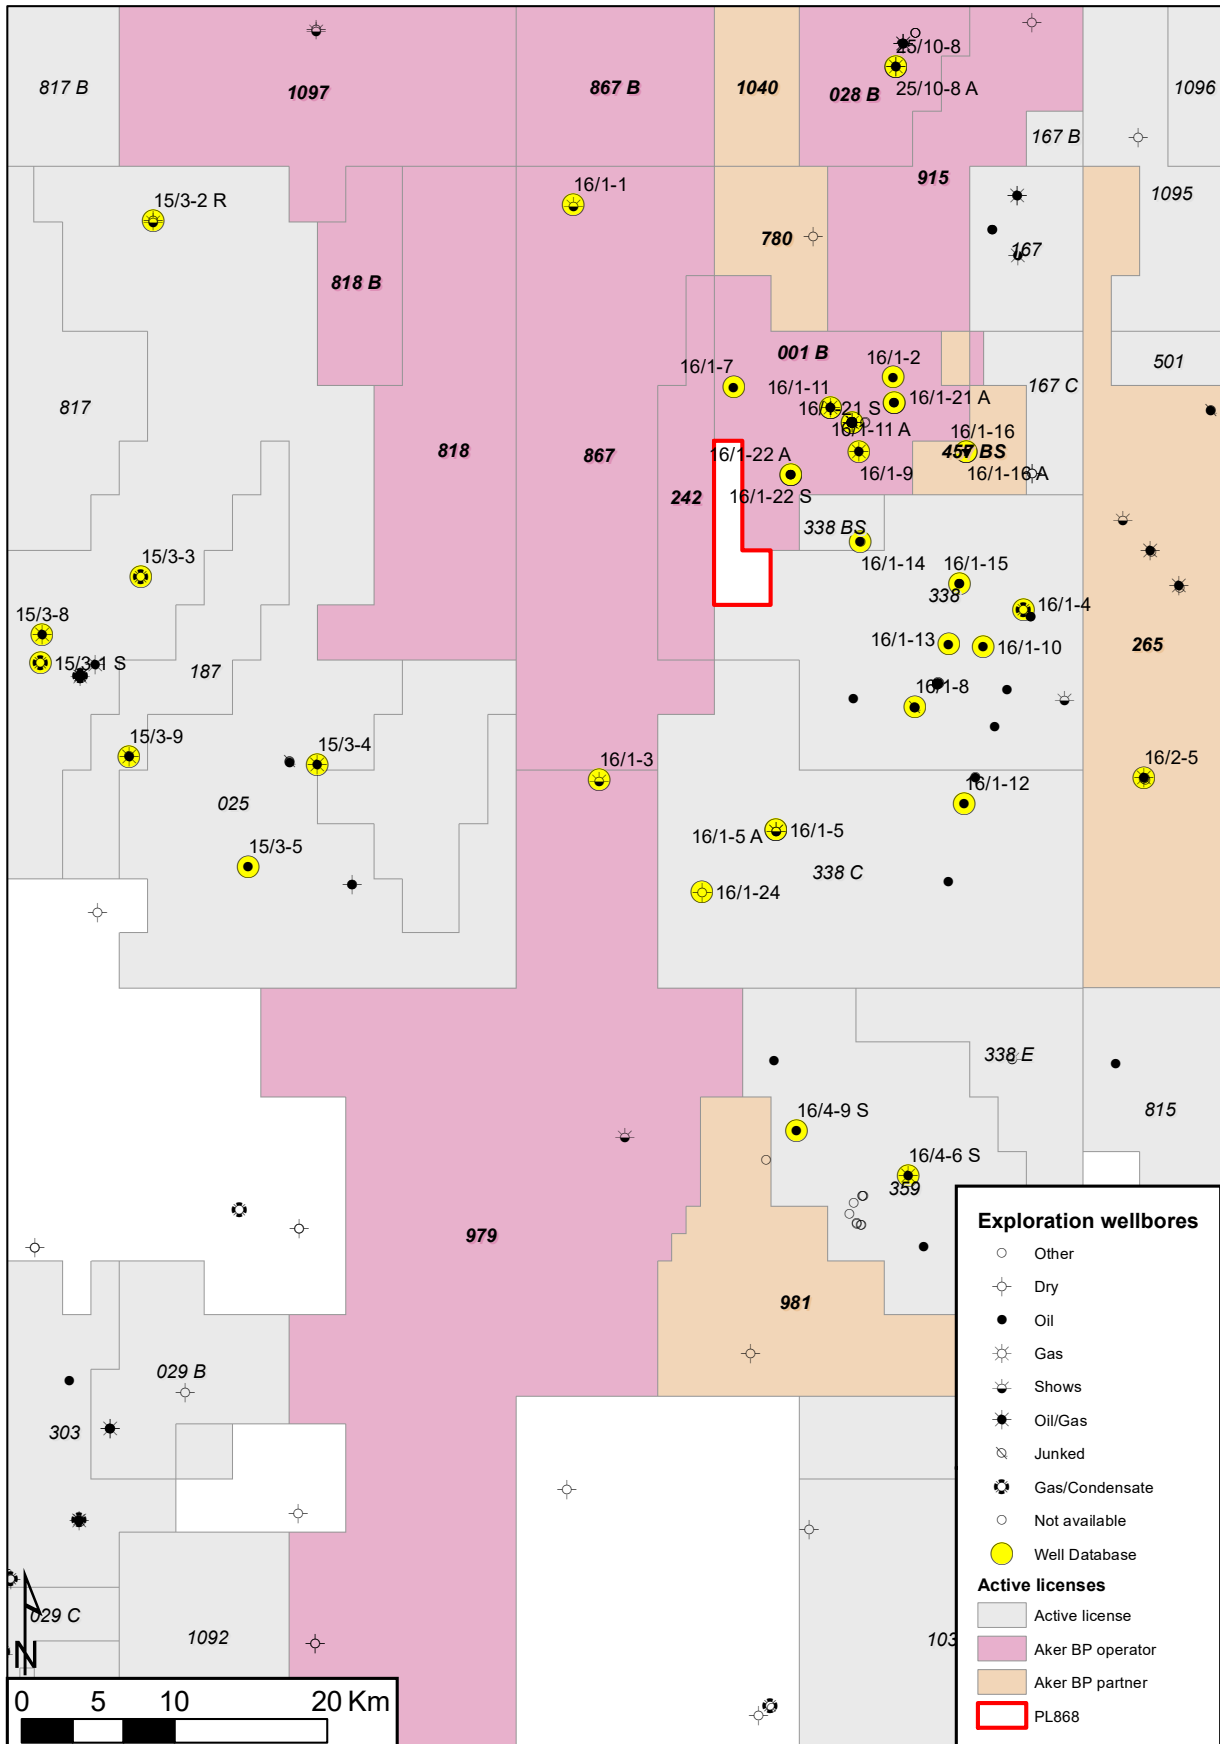 817 B
1097
867 B
1040
25/10-8
028 B
25/10-8 A
1096
167 B
915
1095
15/3-2 R
16/1-1
780
167
818 B
001 B
16/1-2
501
817
16/1-7
16/1-11
167 C
16/1-21 S
16/1-21 A
818
867
16/1-11 A
16/1-16
457 BS
16/1-22 A
16/1-9
16/1-16 A
242
16/1-22 S
338 BS
15/3-3
16/1-14
16/1-15
338
16/1-4
15/3-8
16/1-13
16/1-10
265
15/3-1 S
187
16/1-8
15/3-9
15/3-4
16/1-3
16/2-5
025
16/1-12
16/1-5 A
16/1-5
15/3-5
338 C
16/1-24
338 E
16/4-9 S
815
16/4-6 S
359
979
981
029 B
303
029 C
1092
103
N
0 5 10 20 Km
Exploration wellbores
Other
Dry
Oil
Gas
Shows
Oil/Gas
Junked
Gas/Condensate
Not available
Well Database
Active licenses
Active license
Aker BP operator
Aker BP partner
PL868